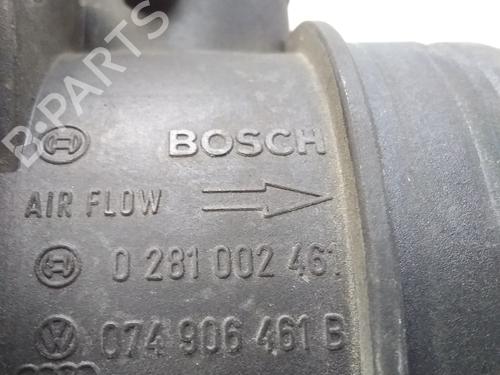 B-PARTS
BOSCH
AIR FLOW
0 281 002 461
074 906 461 B